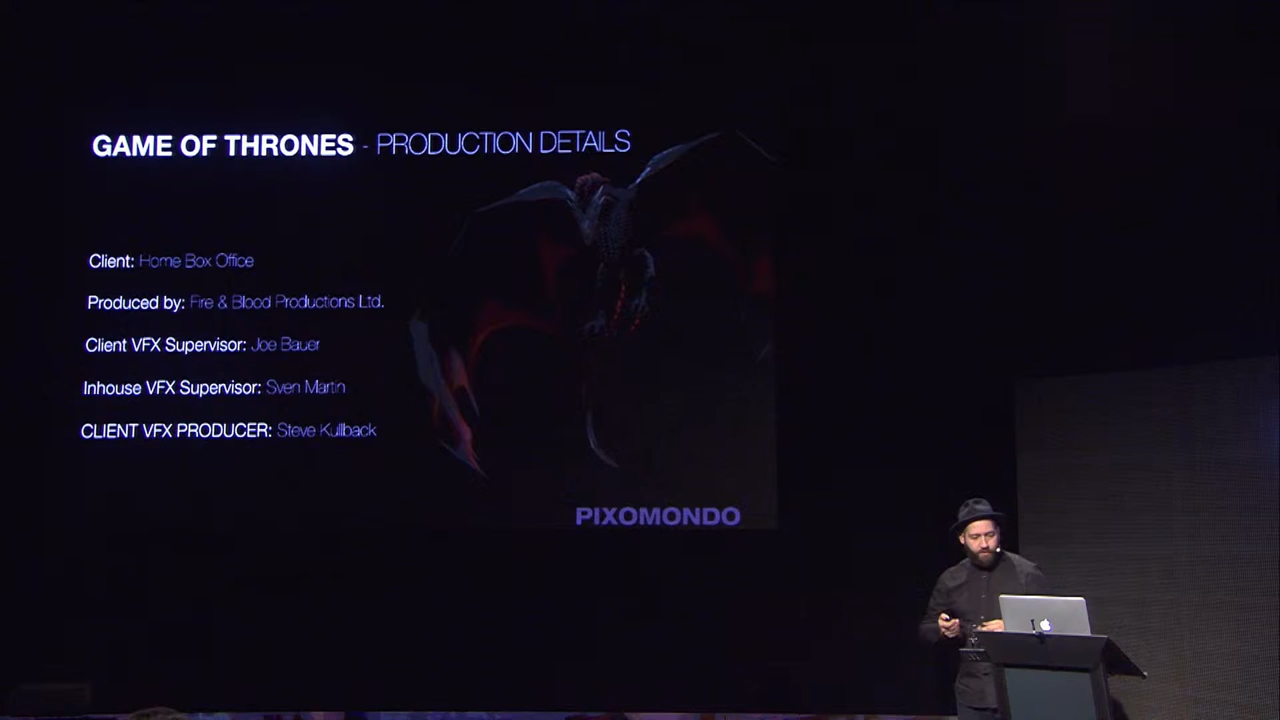 GAME OF THRONES - PRODUCTION DETAILS
Client: Home Box Office
Produced by: Fire & Blood Productions Ltd.
Client VFX Supervisor: Joe Bauer
Inhouse VFX Supervisor: Sven Martin
CLIENT VFX PRODUCER: Steve Kullback
PIXOMONDO